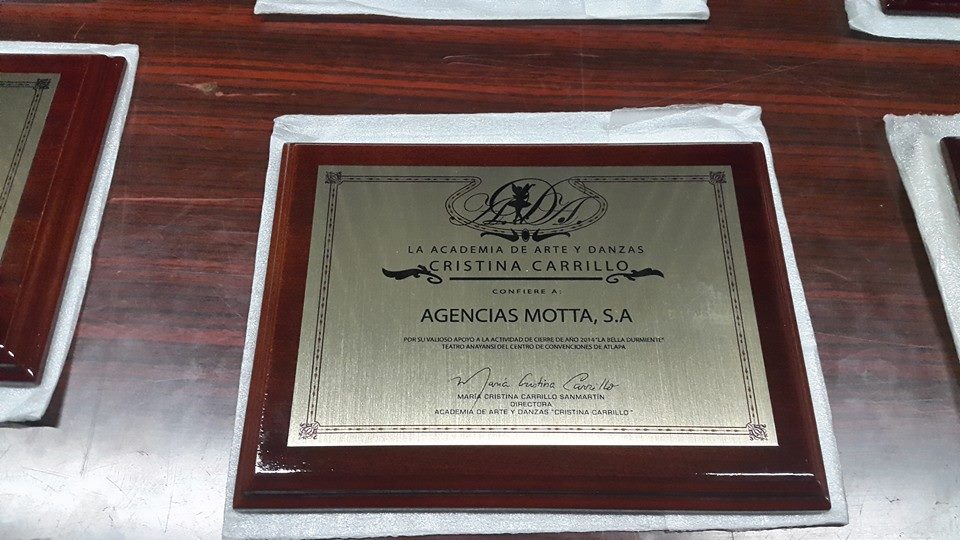 LA ACADEMIA DE ARTE Y DANZAS
CRISTINA CARRILLO
CONFIERE A:
AGENCIAS MOTTA, S.A
POR SU VALIOSO APOYO A LA ACTIVIDAD DE CIERRE DE AÑO 2014 "LA BELLA DURMIENTE"
TEATRO ANAYANSI DEL CENTRO DE CONVENCIONES DE ATLAPA
María Cristina Carrillo
MARÍA CRISTINA CARRILLO SANMARTÍN
DIRECTORA
ACADEMIA DE ARTE Y DANZAS "CRISTINA CARRILLO"